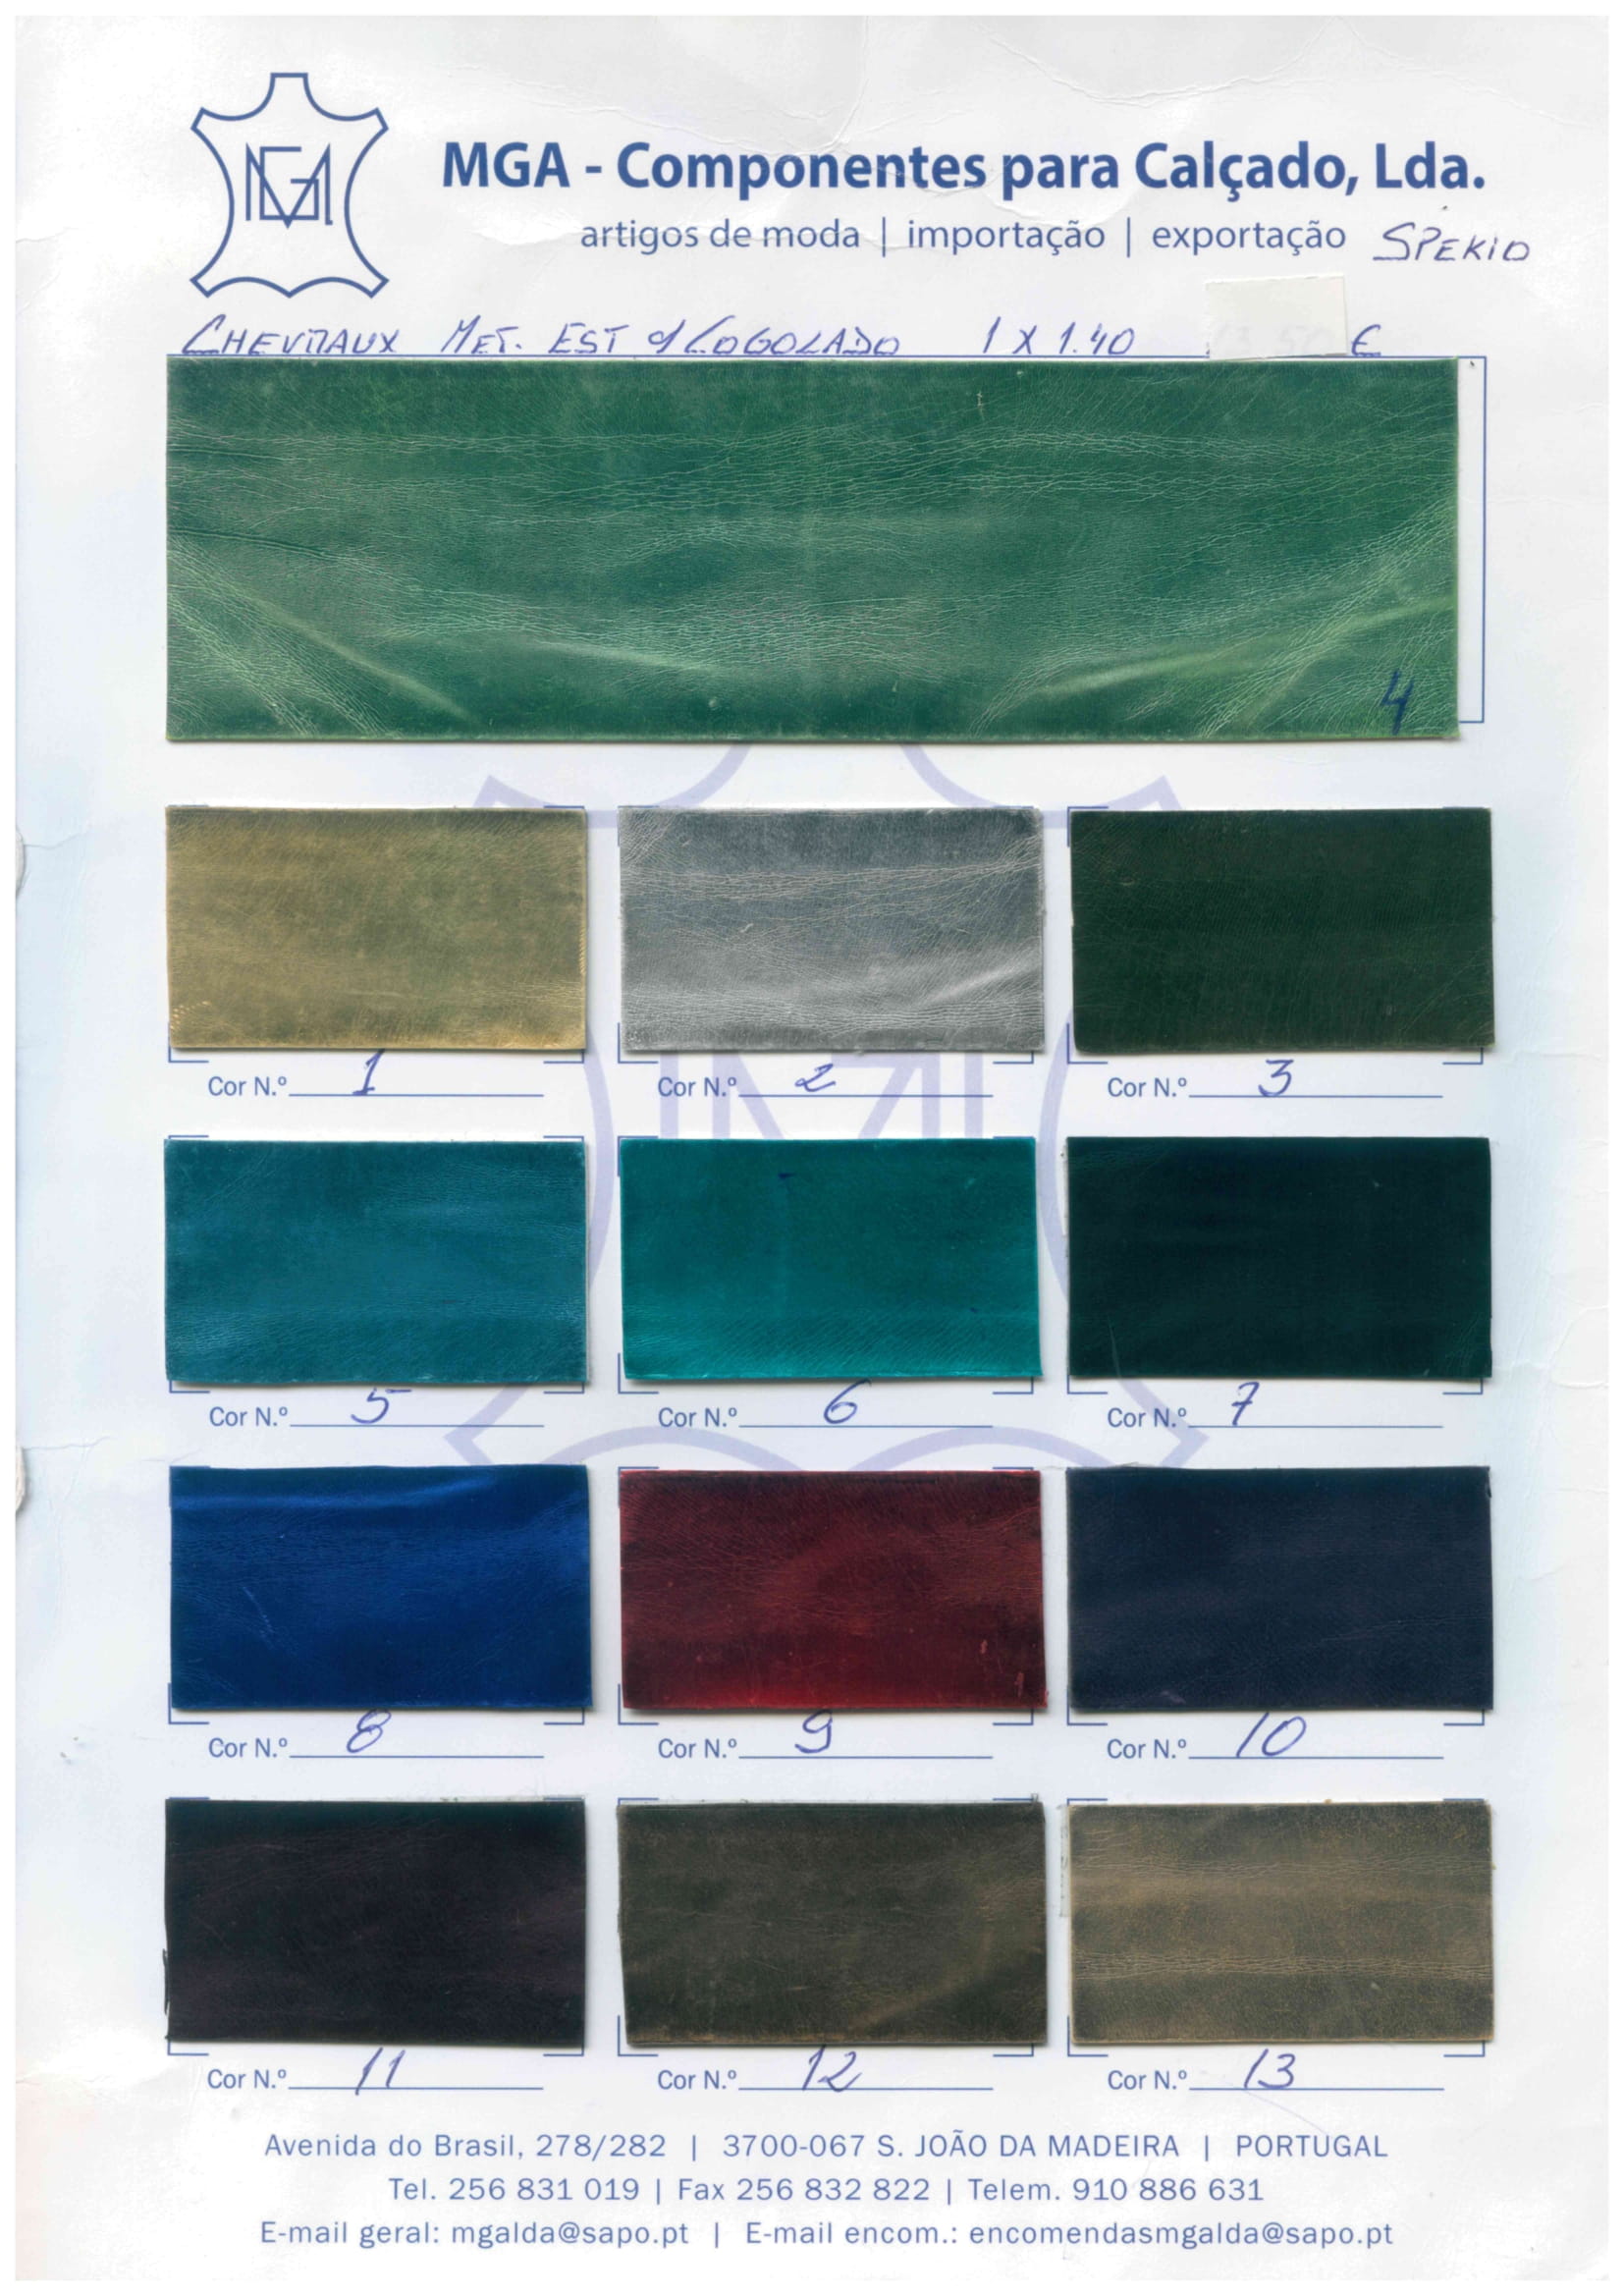 MGA - Componentes para Calçado, Lda.
artigos de moda | importação | exportação SPEKIO
CHEVRAUX MET. EST c/ COGOLADO 1 X 1.40 €
4
Cor N.º 1 Cor N.º 2 Cor N.º 3
Cor N.º 5 Cor N.º 6 Cor N.º 7
Cor N.º 8 Cor N.º 9 Cor N.º 10
Cor N.º 11 Cor N.º 12 Cor N.º 13
Avenida do Brasil, 278/282 | 3700-067 S. JOÃO DA MADEIRA | PORTUGAL
Tel. 256 831 019 | Fax 256 832 822 | Telem. 910 886 631
E-mail geral: mgalda@sapo.pt | E-mail encom.: encomendasmgalda@sapo.pt